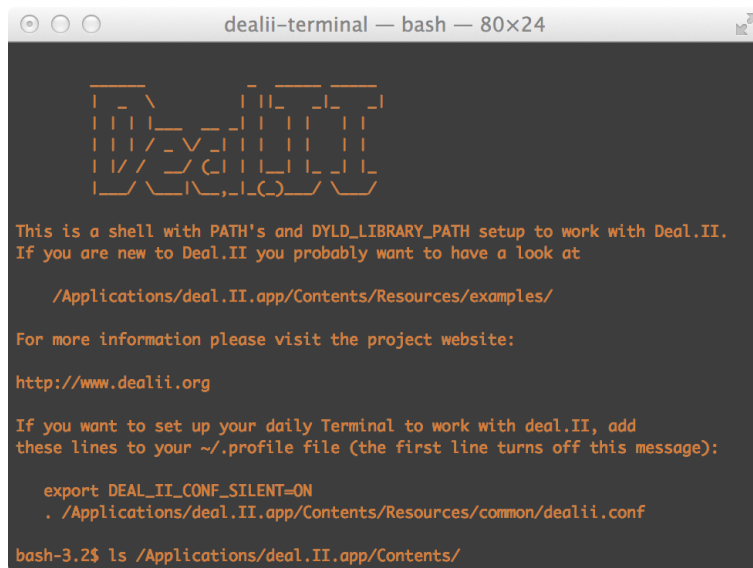 dealii-terminal — bash — 80×24
Deal.II
This is a shell with PATH's and DYLD_LIBRARY_PATH setup to work with Deal.II.
If you are new to Deal.II you probably want to have a look at
/Applications/deal.II.app/Contents/Resources/examples/
For more information please visit the project website:
http://www.dealii.org
If you want to set up your daily Terminal to work with deal.II, add
these lines to your ~/.profile file (the first line turns off this message):
export DEAL_II_CONF_SILENT=ON
. /Applications/deal.II.app/Contents/Resources/common/dealii.conf
bash-3.2$ ls /Applications/deal.II.app/Contents/